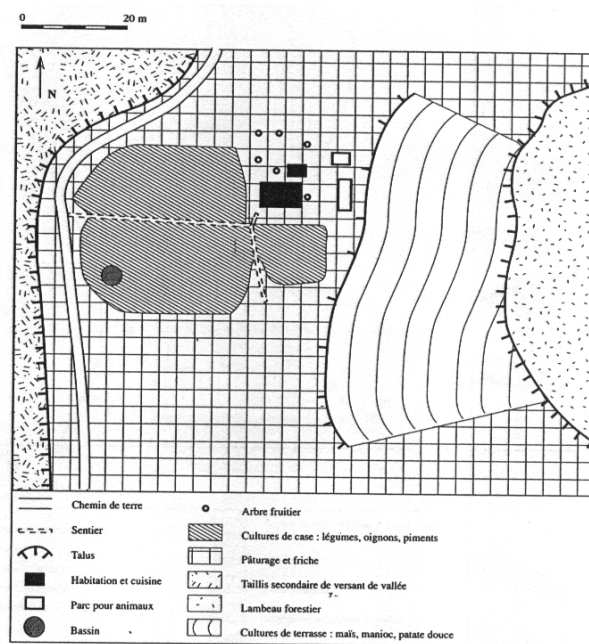 0 20 m
N
Chemin de terre
Sentier
Talus
Habitation et cuisine
Parc pour animaux
Bassin
Arbre fruitier
Cultures de case : légumes, oignons, piments
Pâturage et friche
Taillis secondaire de versant de vallée
Lambeau forestier
Cultures de terrasse : maïs, manioc, patate douce